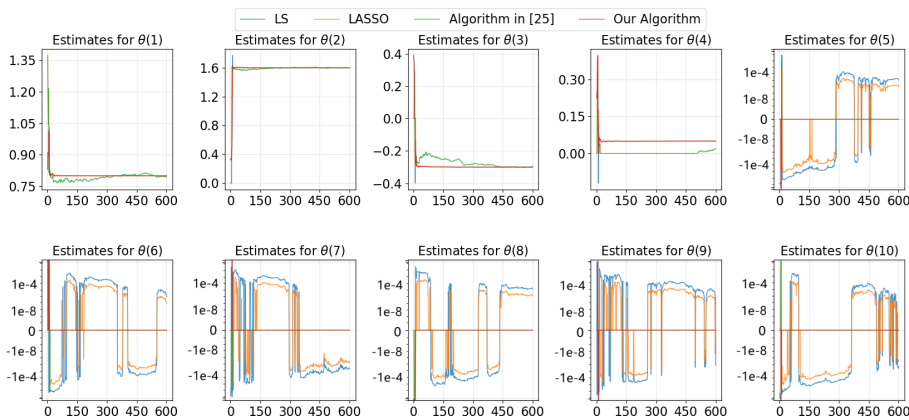 LS LASSO Algorithm in [25] Our Algorithm
Estimates for θ(1) Estimates for θ(2) Estimates for θ(3) Estimates for θ(4) Estimates for θ(5)
1.35
1.20
1.05
0.90
0.75
0 150 300 450 600
1.6
1.2
0.8
0.4
0.0
0 150 300 450 600
0.4
0.2
0.0
−0.2
−0.4
0 150 300 450 600
0.30
0.15
0.00
0 150 300 450 600
1e-4
1e-8
0
-1e-8
-1e-4
0 150 300 450 600
Estimates for θ(6) Estimates for θ(7) Estimates for θ(8) Estimates for θ(9) Estimates for θ(10)
1e-4
1e-8
0
-1e-8
-1e-4
0 150 300 450 600
1e-4
1e-8
0
-1e-8
-1e-4
0 150 300 450 600
1e-4
1e-8
0
-1e-8
-1e-4
0 150 300 450 600
1e-4
1e-8
0
-1e-8
-1e-4
0 150 300 450 600
1e-4
1e-8
0
-1e-8
-1e-4
0 150 300 450 600